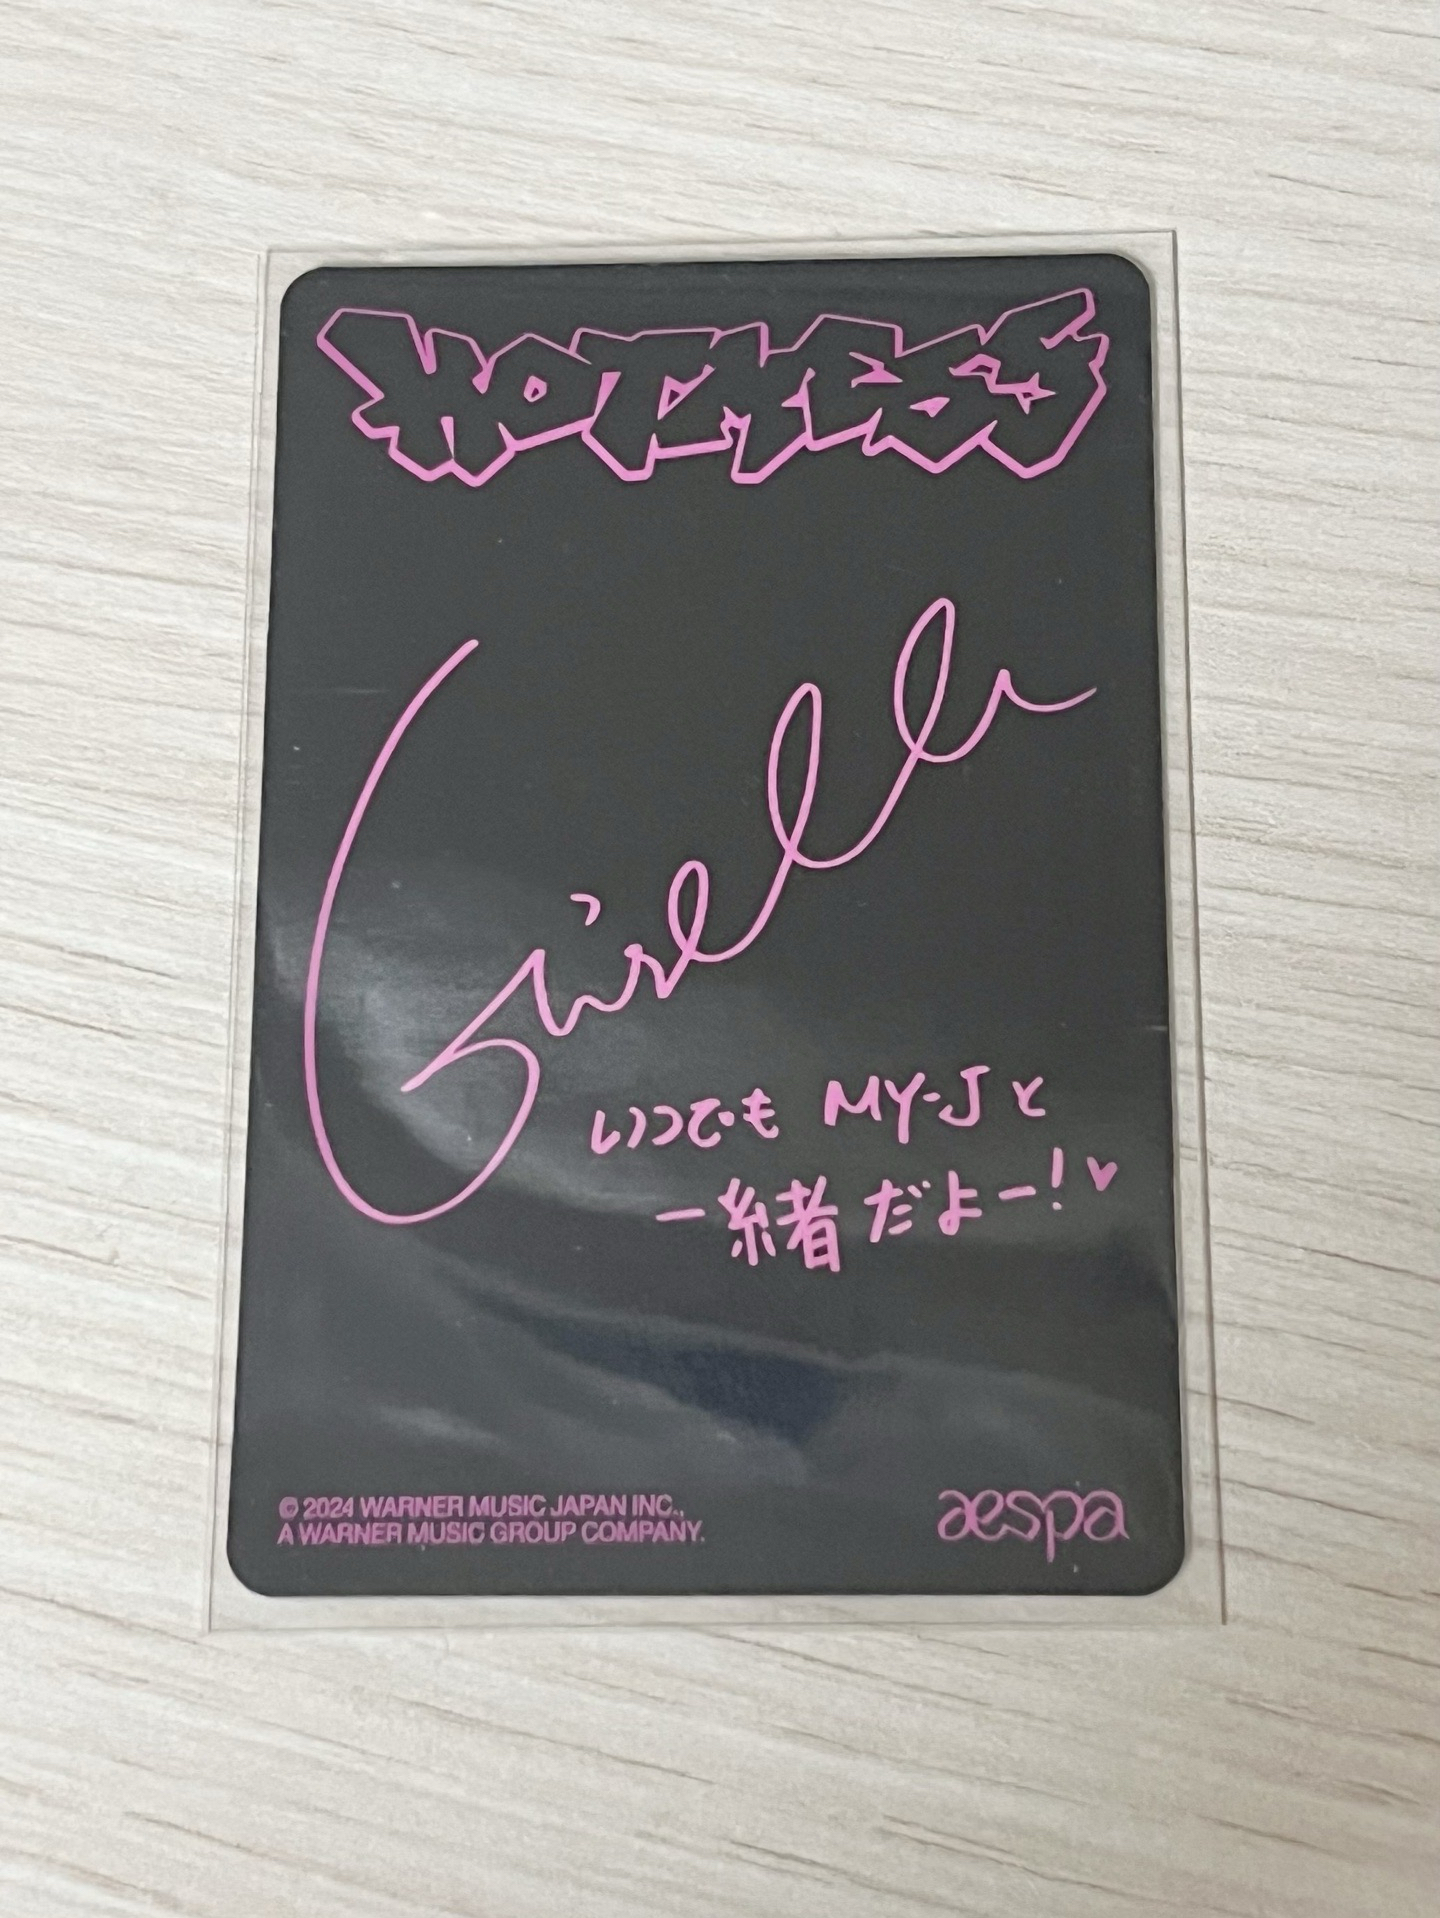 HOT MESS
Giselle
いつでも MY-Jと
一緒だよー!♥
© 2024 WARNER MUSIC JAPAN INC.,
A WARNER MUSIC GROUP COMPANY.
aespa